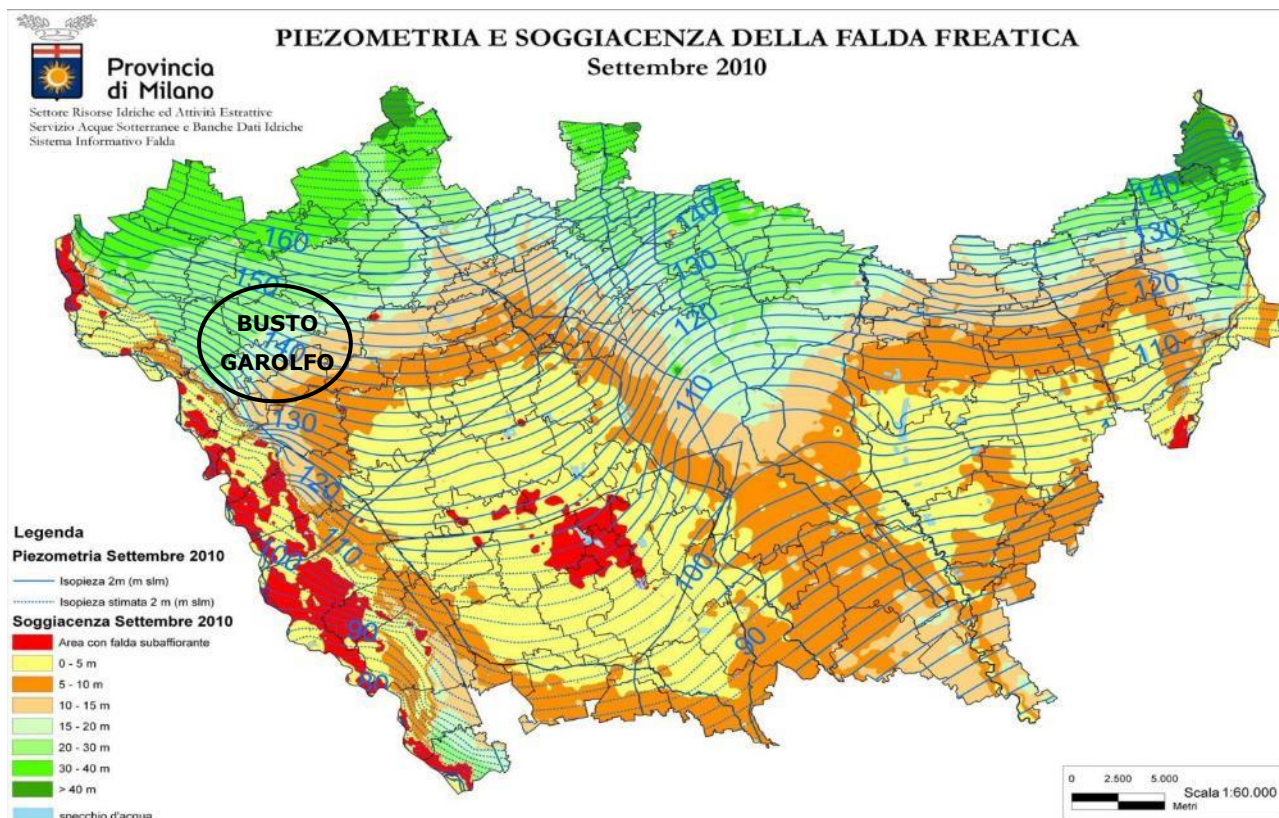 PIEZOMETRIA E SOGGIACENZA DELLA FALDA FREATICA
Settembre 2010
Provincia
di Milano
Settore Risorse Idriche ed Attività Estrattive
Servizio Acque Sotterranee e Banche Dati Idriche
Sistema Informativo Falda
160
150
BUSTO
140
GAROLFO
130
120
110
100
90
80
140
130
120
110
100
90
140
130
120
110
Legenda
Piezometria Settembre 2010
Isopieza 2m (m slm)
Isopieza stimata 2 m (m slm)
Soggiacenza Settembre 2010
Area con falda subaffiorante
0 - 5 m
5 - 10 m
10 - 15 m
15 - 20 m
20 - 30 m
30 - 40 m
> 40 m
specchio d'acqua
0 2.500 5.000
Scala 1:60.000
Metri